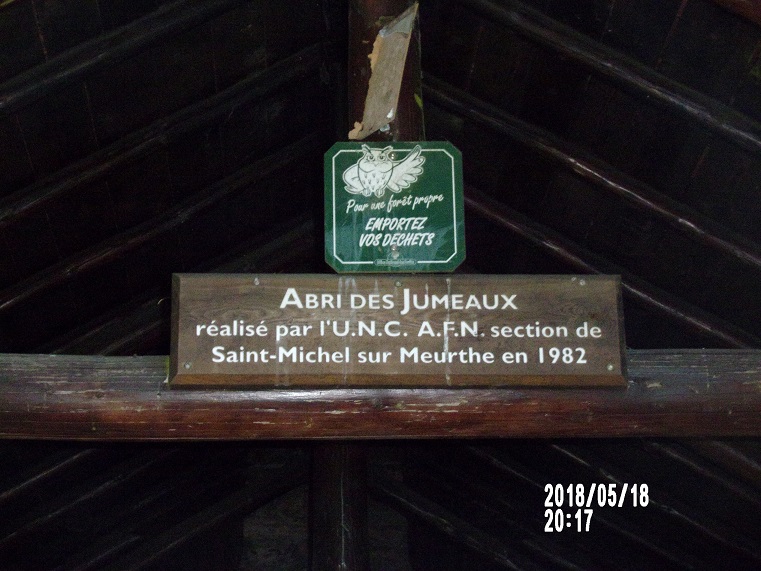 Pour une forêt propre
EMPORTEZ
VOS DECHETS
ABRI DES JUMEAUX
réalisé par l'U.N.C. A.F.N. section de
Saint-Michel sur Meurthe en 1982
2018/05/18
20:17